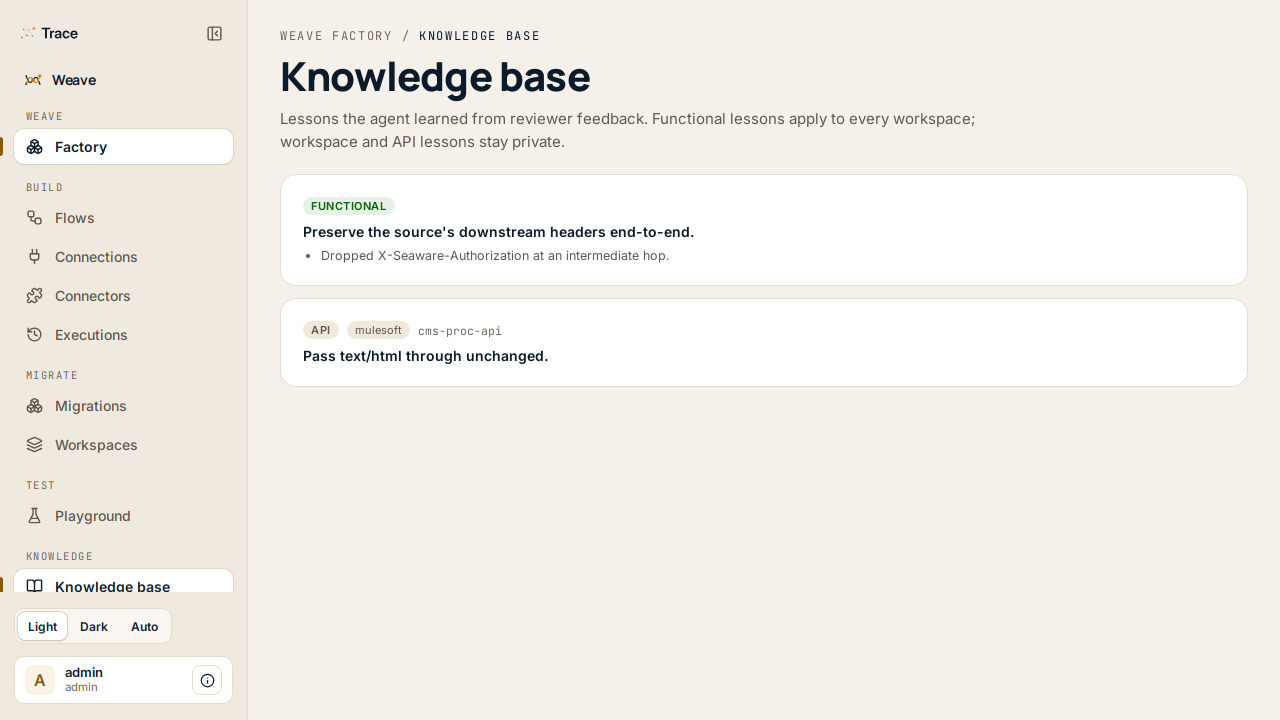 Trace
Weave
WEAVE
Factory
BUILD
Flows
Connections
Connectors
Executions
MIGRATE
Migrations
Workspaces
TEST
Playground
KNOWLEDGE
Knowledge base
Light Dark Auto
A
admin
admin
WEAVE FACTORY / KNOWLEDGE BASE
Knowledge base
Lessons the agent learned from reviewer feedback. Functional lessons apply to every workspace;
workspace and API lessons stay private.
FUNCTIONAL
Preserve the source's downstream headers end-to-end.
• Dropped X-Seaware-Authorization at an intermediate hop.
API mulesoft cms-proc-api
Pass text/html through unchanged.